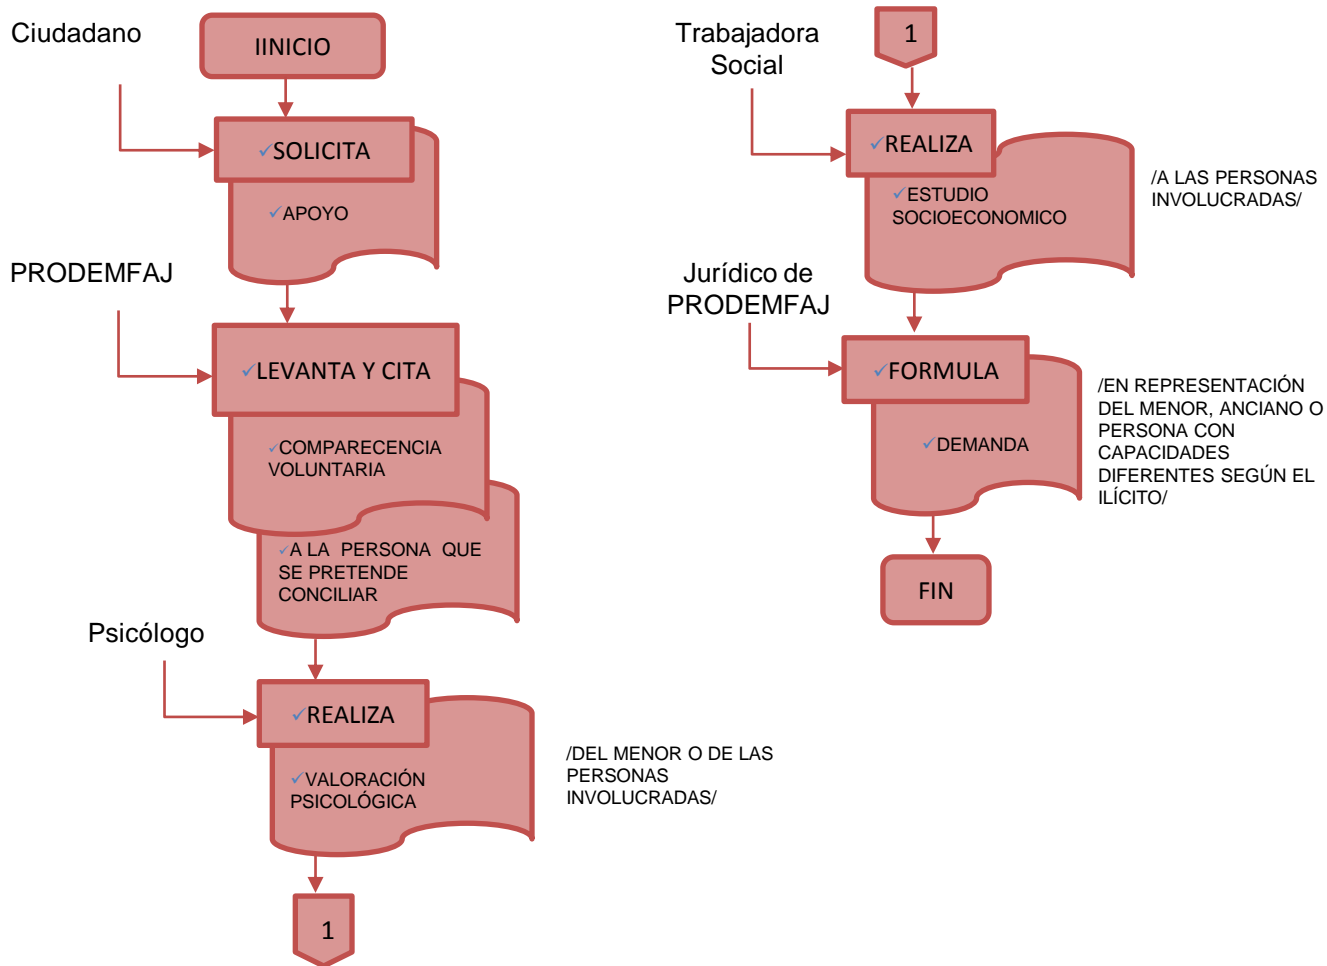 Ciudadano
IINICIO
✓SOLICITA
✓APOYO
PRODEMFAJ
✓LEVANTA Y CITA
✓COMPARECENCIA
VOLUNTARIA
✓A LA PERSONA QUE
SE PRETENDE
CONCILIAR
Psicólogo
✓REALIZA
✓VALORACIÓN
PSICOLÓGICA
/DEL MENOR O DE LAS
PERSONAS
INVOLUCRADAS/
1
Trabajadora
Social
1
✓REALIZA
✓ESTUDIO
SOCIOECONOMICO
/A LAS PERSONAS
INVOLUCRADAS/
Jurídico de
PRODEMFAJ
✓FORMULA
✓DEMANDA
/EN REPRESENTACIÓN
DEL MENOR, ANCIANO O
PERSONA CON
CAPACIDADES
DIFERENTES SEGÚN EL
ILÍCITO/
FIN